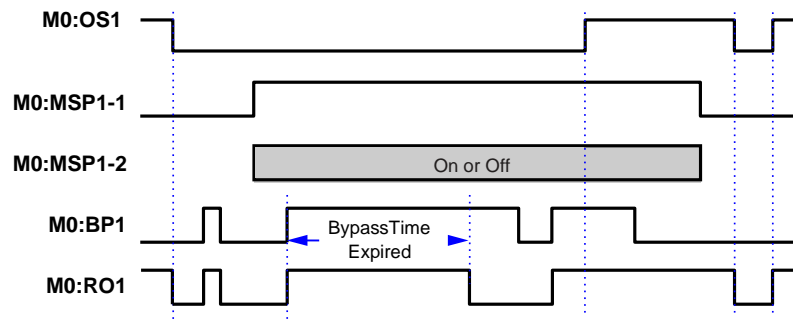 M0:OS1
M0:MSP1-1
M0:MSP1-2
On or Off
M0:BP1
BypassTime
Expired
M0:RO1